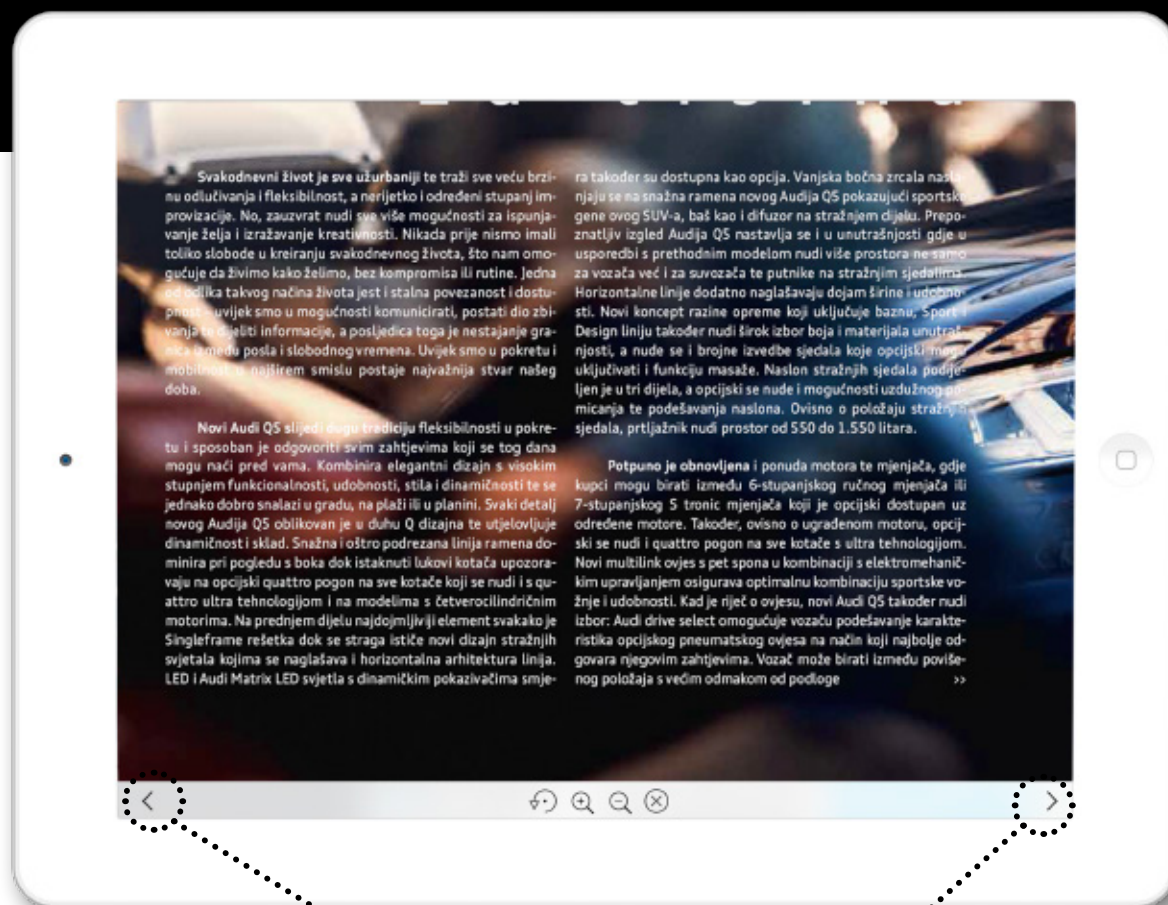 Svakodnevni život je sve užurbaniji te traži sve veću brzi-
nu odlučivanja i fleksibilnost, a nerijetko i određeni stupanj im-
provizacije. No, zauzvrat nudi sve više mogućnosti za ispunja-
vanje želja i izražavanje kreativnosti. Nikada prije nismo imali
toliko slobode u kreiranju svakodnevnog života, što nam omo-
gućuje da živimo kako želimo, bez kompromisa ili rutine. Jedna
od odlika takvog načina života jest i stalna povezanost i dostu-
pnost – uvijek smo u mogućnosti komunicirati, postati dio zbi-
vanja te dijeliti informacije, a posljedica toga je nestajanje gra-
nica između posla i slobodnog vremena. Uvijek smo u pokretu i
mobilnost u najširem smislu postaje najvažnija stvar našeg
doba.
Novi Audi Q5 slijedi dugu tradiciju fleksibilnosti u pokre-
tu i sposoban je odgovoriti svim zahtjevima koji se tog dana
mogu naći pred vama. Kombinira elegantni dizajn s visokim
stupnjem funkcionalnosti, udobnosti, stila i dinamičnosti te se
jednako dobro snalazi u gradu, na plaži ili u planini. Svaki detalj
novog Audija Q5 oblikovan je u duhu Q dizajna te utjelovljuje
dinamičnost i sklad. Snažna i oštro podrezana linija ramena do-
minira pri pogledu s boka dok istaknuti lukovi kotača upozora-
vaju na opcijski quattro pogon na sve kotače koji se nudi i s qu-
attro ultra tehnologijom i na modelima s četverocilindričnim
motorima. Na prednjem dijelu najdojmljiviji element svakako je
Singleframe rešetka dok se straga ističe novi dizajn stražnjih
svjetala kojima se naglašava i horizontalna arhitektura linija.
LED i Audi Matrix LED svjetla s dinamičkim pokazivačima smje-
ra također su dostupna kao opcija. Vanjska bočna zrcala nasla-
njaju se na snažna ramena novog Audija Q5 pokazujući sportske
gene ovog SUV-a, baš kao i difuzor na stražnjem dijelu. Prepo-
znatljiv izgled Audija Q5 nastavlja se i u unutrašnjosti gdje u
usporedbi s prethodnim modelom nudi više prostora ne samo
za vozača već i za suvozača te putnike na stražnjim sjedalima.
Horizontalne linije dodatno naglašavaju dojam širine i udobno-
sti. Novi koncept razine opreme koji uključuje baznu, Sport i
Design liniju također nudi širok izbor boja i materijala unutraš-
njosti, a nude se i brojne izvedbe sjedala koje opcijski mogu
uključivati i funkciju masaže. Naslon stražnjih sjedala podije-
ljen je u tri dijela, a opcijski se nude i mogućnosti uzdužnog po-
micanja te podešavanja naslona. Ovisno o položaju stražnjih
sjedala, prtljažnik nudi prostor od 550 do 1.550 litara.
Potpuno je obnovljena i ponuda motora te mjenjača, gdje
kupci mogu birati između 6-stupanjskog ručnog mjenjača ili
7-stupanjskog S tronic mjenjača koji je opcijski dostupan uz
određene motore. Također, ovisno o ugrađenom motoru, opcij-
ski se nudi i quattro pogon na sve kotače s ultra tehnologijom.
Novi multilink ovjes s pet spona u kombinaciji s elektromehanič-
kim upravljanjem osigurava optimalnu kombinaciju sportske vo-
žnje i udobnosti. Kad je riječ o ovjesu, novi Audi Q5 također nudi
izbor: Audi drive select omogućuje vozaču podešavanje karakte-
ristika opcijskog pneumatskog ovjesa na način koji najbolje od-
govara njegovim zahtjevima. Vozač može birati između poviše-
nog položaja s većim odmakom od podloge >>